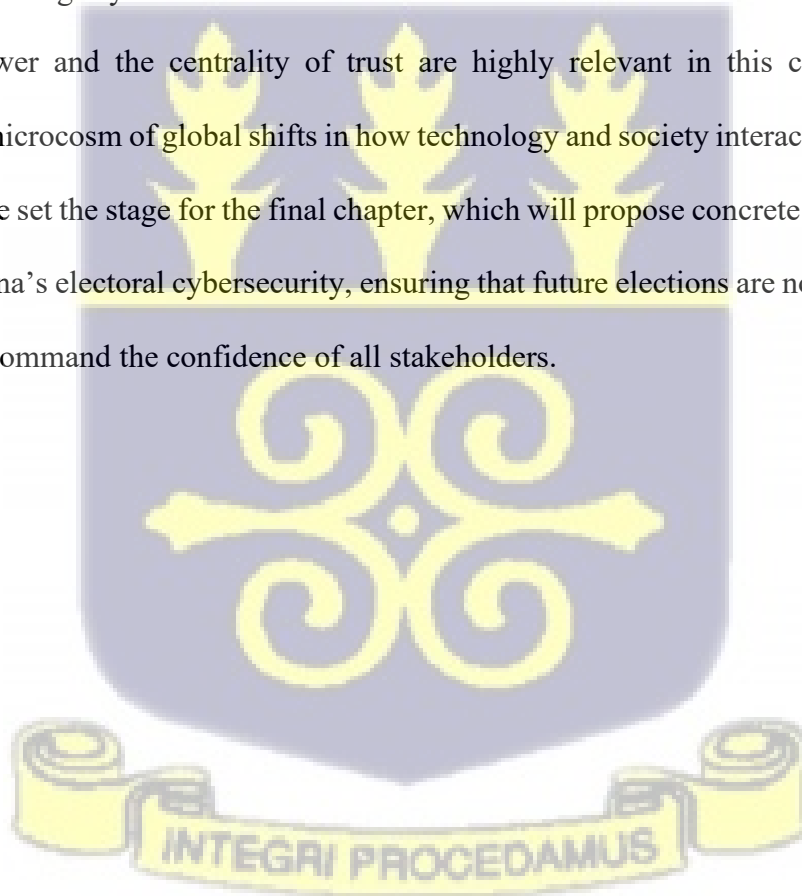 wer and the centrality of trust are highly relevant in this c
nicrocosm of global shifts in how technology and society interac
e set the stage for the final chapter, which will propose concrete
na’s electoral cybersecurity, ensuring that future elections are no
ommand the confidence of all stakeholders.
INTEGRI PROCEDAMUS